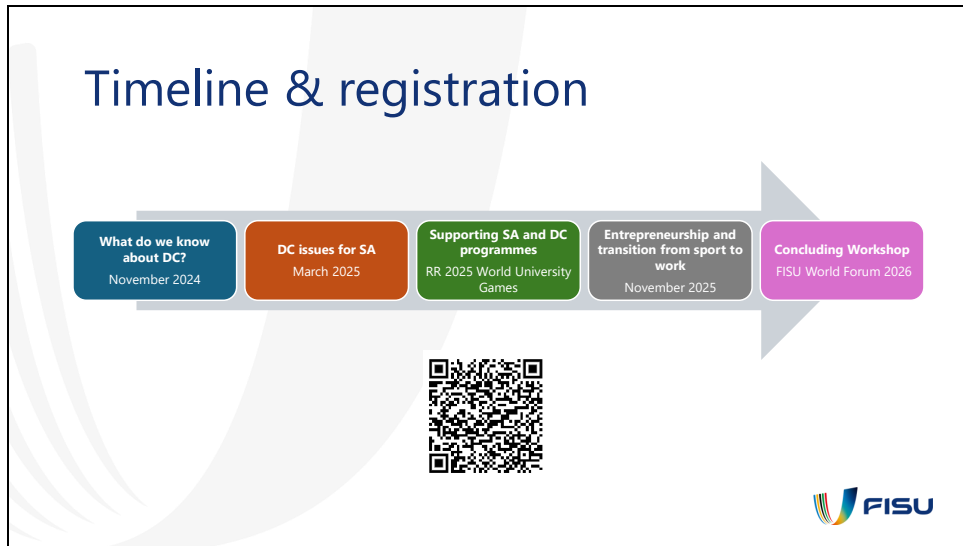 Timeline & registration
What do we know
about DC?
November 2024
DC issues for SA
March 2025
Supporting SA and DC
programmes
RR 2025 World University
Games
Entrepreneurship and
transition from sport to
work
November 2025
Concluding Workshop
FISU World Forum 2026
FISU